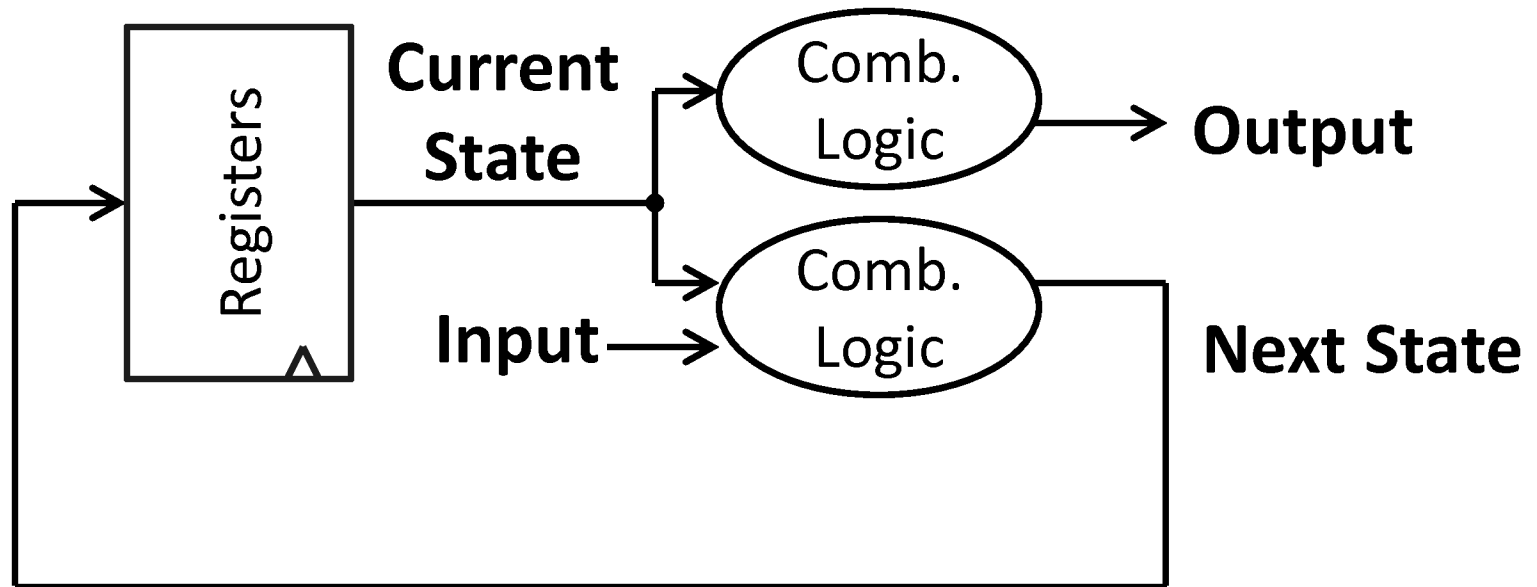 Registers
Current
State
Comb.
Logic
Output
Comb.
Logic
Input
Next State